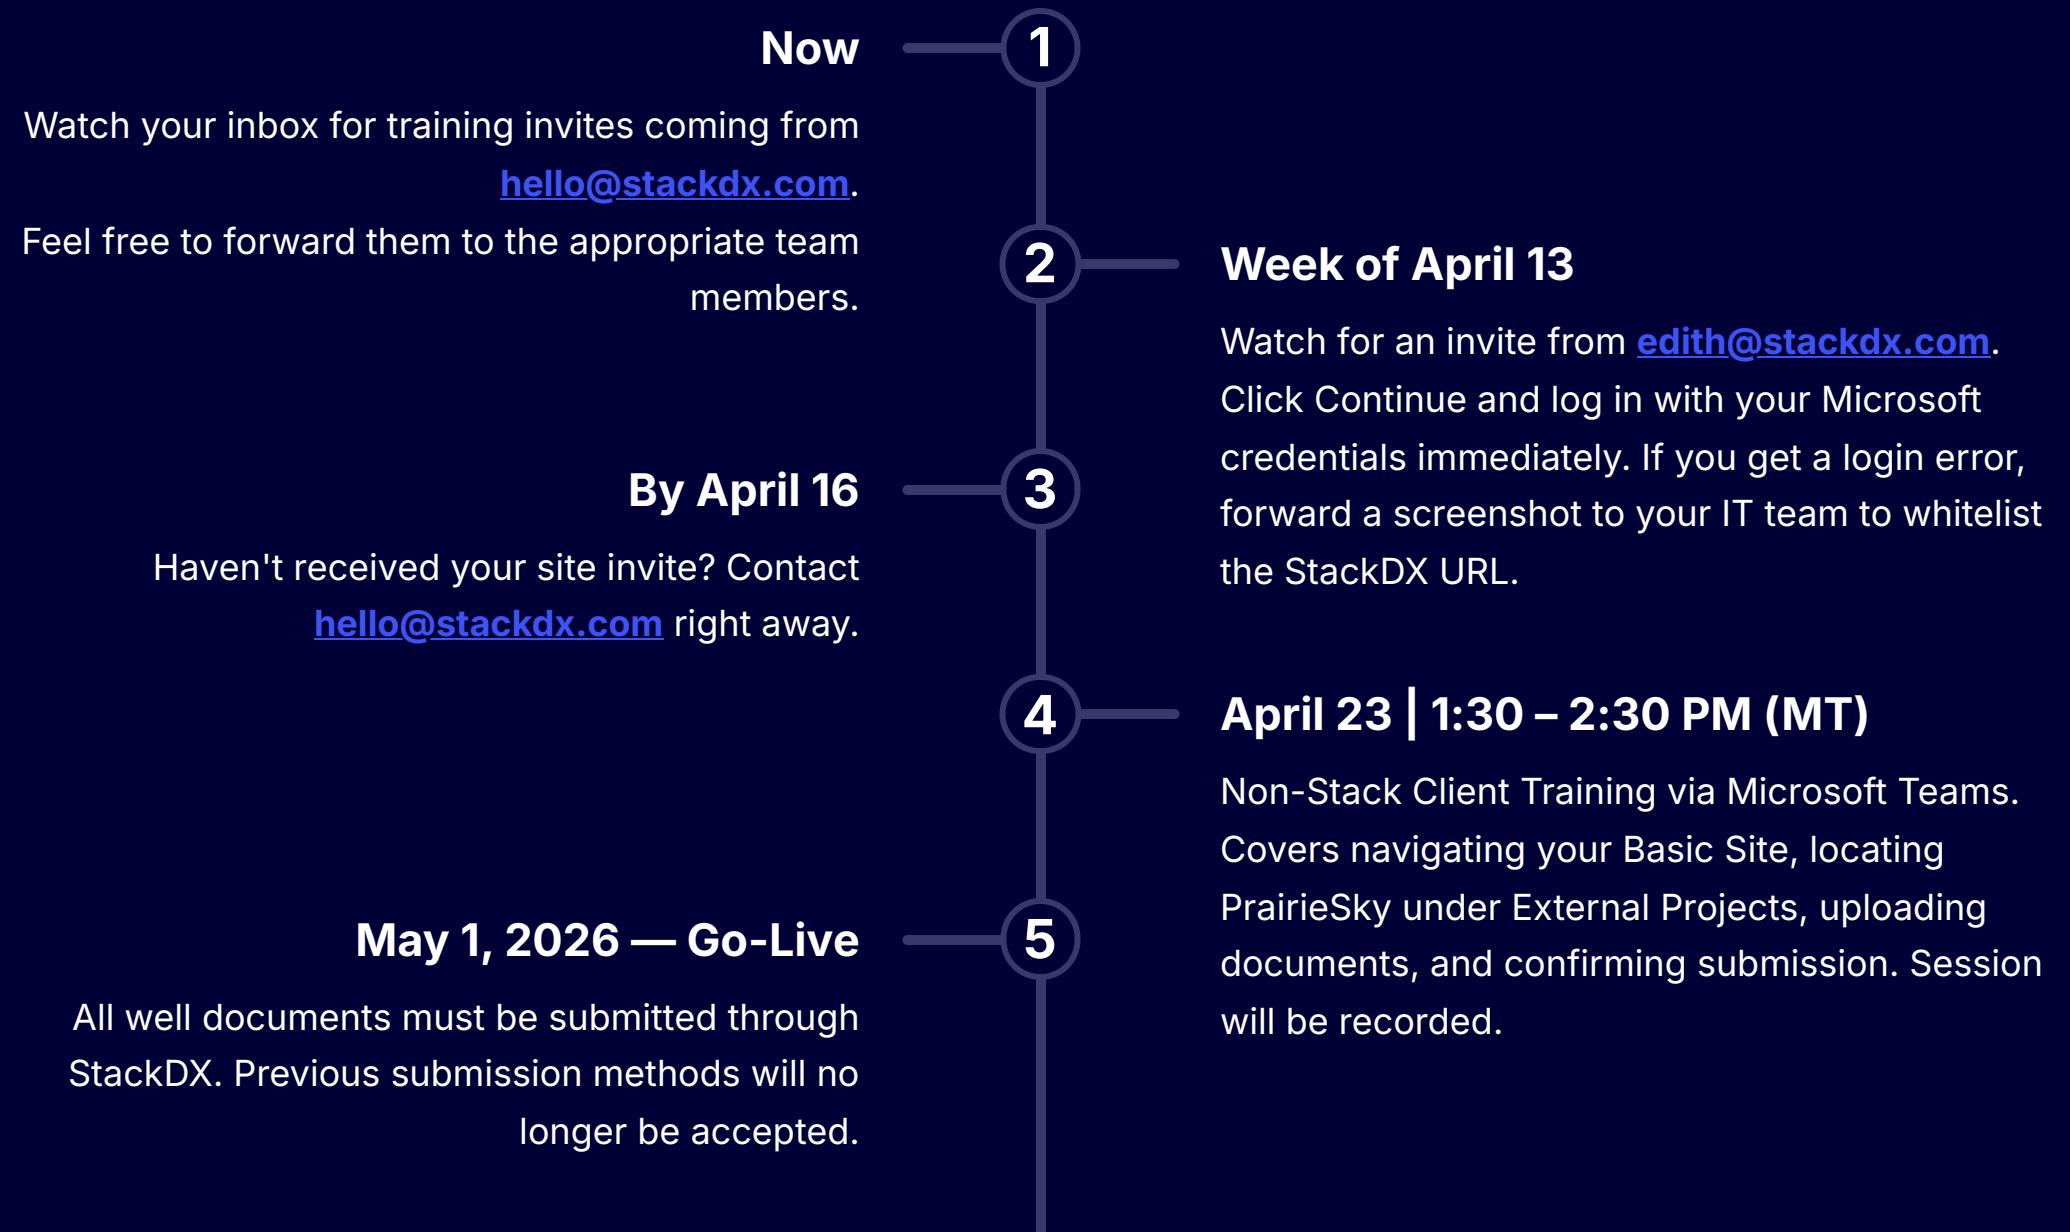 1
Now
Watch your inbox for training invites coming from
hello@stackdx.com.
Feel free to forward them to the appropriate team
members.
2
Week of April 13
Watch for an invite from edith@stackdx.com.
Click Continue and log in with your Microsoft
credentials immediately. If you get a login error,
forward a screenshot to your IT team to whitelist
the StackDX URL.
3
By April 16
Haven't received your site invite? Contact
hello@stackdx.com right away.
4
April 23 | 1:30 – 2:30 PM (MT)
Non-Stack Client Training via Microsoft Teams.
Covers navigating your Basic Site, locating
PrairieSky under External Projects, uploading
documents, and confirming submission. Session
will be recorded.
5
May 1, 2026 — Go-Live
All well documents must be submitted through
StackDX. Previous submission methods will no
longer be accepted.